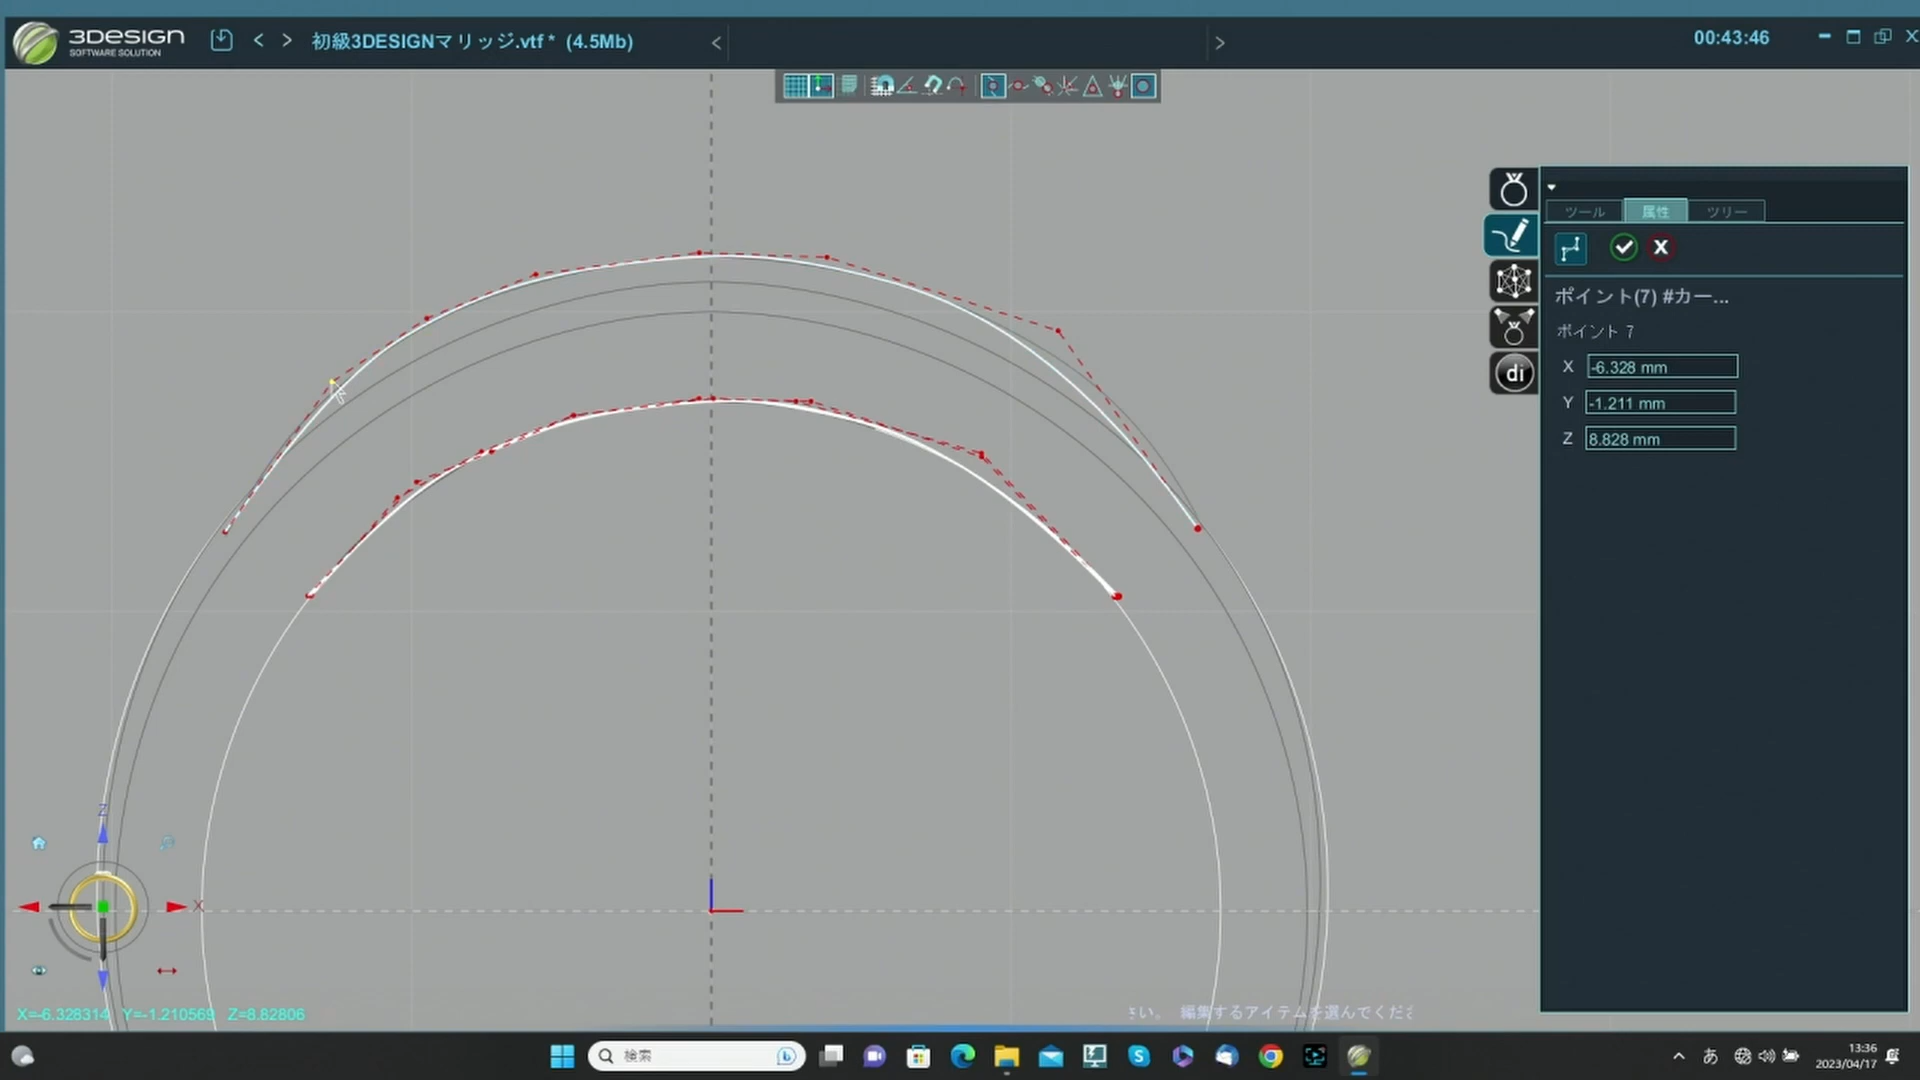 3DESIGN
SOFTWARE SOLUTION
初級3DESIGNマリッジ.vtf * (4.5Mb)
00:43:46
ツール 属性 ツリー
ポイント(7) #カー...
ポイント 7
X -6.328 mm
Y -1.211 mm
Z 8.828 mm
di
Z
X
X=-6.328314 Y=-1.210569 Z=8.82806
さい。 編集するアイテムを選んでくださ
検索
あ
13:36
2023/04/17